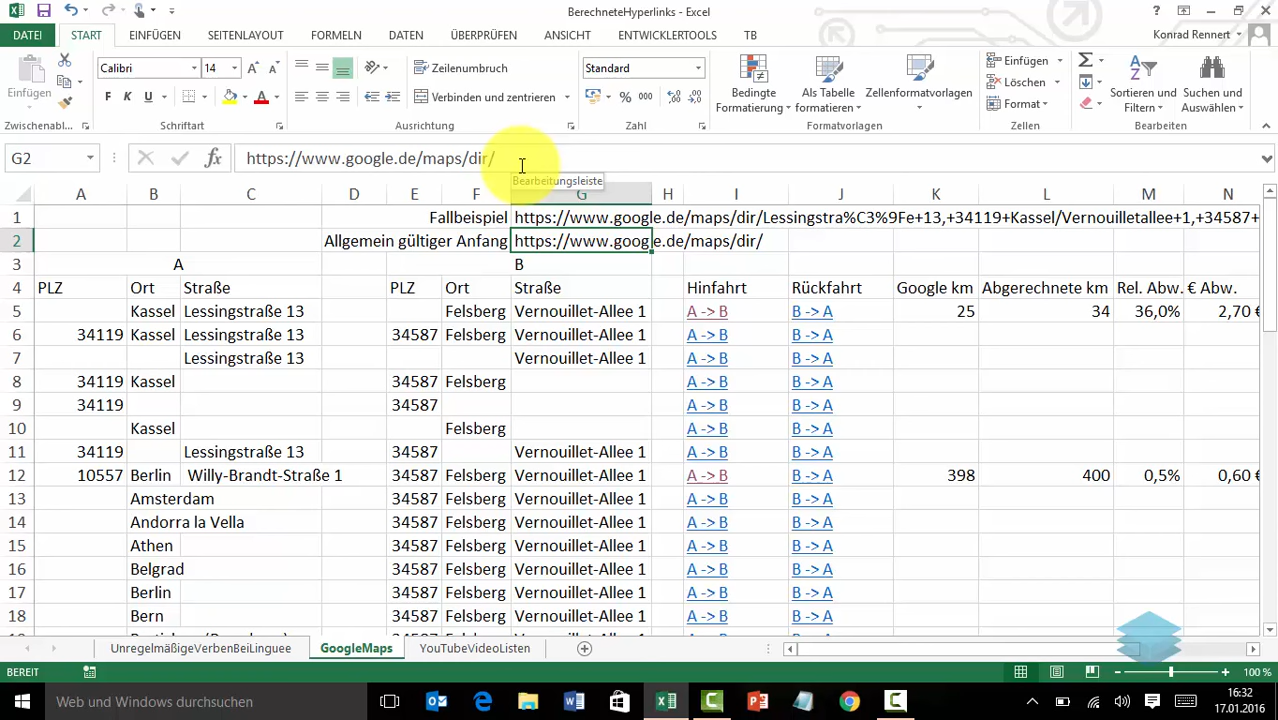 BerechneteHyperlinks - Excel
DATEI START EINFÜGEN SEITENLAYOUT FORMELN DATEN ÜBERPRÜFEN ANSICHT ENTWICKLERTOOLS TB Konrad Rennert
Einfügen
Calibri 14
F K U
Zeilenumbruch
Verbinden und zentrieren
Standard
% 000
Bedingte Formatierung
Als Tabelle formatieren
Zellenformatvorlagen
Einfügen
Löschen
Format
Sortieren und Filtern
Suchen und Auswählen
Zwischenabl... Schriftart Ausrichtung Zahl Formatvorlagen Zellen Bearbeiten
G2 fx https://www.google.de/maps/dir/
Bearbeitungsleiste
A B C D E F G H I J K L M N
1 Fallbeispiel https://www.google.de/maps/dir/Lessingstra%C3%9Fe+13,+34119+Kassel/Vernouilletallee+1,+34587+
2 Allgemein gültiger Anfang https://www.google.de/maps/dir/
3 A B
4 PLZ Ort Straße PLZ Ort Straße Hinfahrt Rückfahrt Google km Abgerechnete km Rel. Abw. € Abw.
5 Kassel Lessingstraße 13 Felsberg Vernouillet-Allee 1 A -> B B -> A 25 34 36,0% 2,70 €
6 34119 Kassel Lessingstraße 13 34587 Felsberg Vernouillet-Allee 1 A -> B B -> A
7 Lessingstraße 13 Vernouillet-Allee 1 A -> B B -> A
8 34119 Kassel 34587 Felsberg A -> B B -> A
9 34119 34587 A -> B B -> A
10 Kassel Felsberg A -> B B -> A
11 34119 Lessingstraße 13 34587 Vernouillet-Allee 1 A -> B B -> A
12 10557 Berlin Willy-Brandt-Straße 1 34587 Felsberg Vernouillet-Allee 1 A -> B B -> A 398 400 0,5% 0,60 €
13 Amsterdam 34587 Felsberg Vernouillet-Allee 1 A -> B B -> A
14 Andorra la Vella 34587 Felsberg Vernouillet-Allee 1 A -> B B -> A
15 Athen 34587 Felsberg Vernouillet-Allee 1 A -> B B -> A
16 Belgrad 34587 Felsberg Vernouillet-Allee 1 A -> B B -> A
17 Berlin 34587 Felsberg Vernouillet-Allee 1 A -> B B -> A
18 Bern 34587 Felsberg Vernouillet-Allee 1 A -> B B -> A
UnregelmäßigeVerbenBeiLinguee GoogleMaps YouTubeVideoListen
BEREIT 100 %
Web und Windows durchsuchen
16:32
17.01.2016